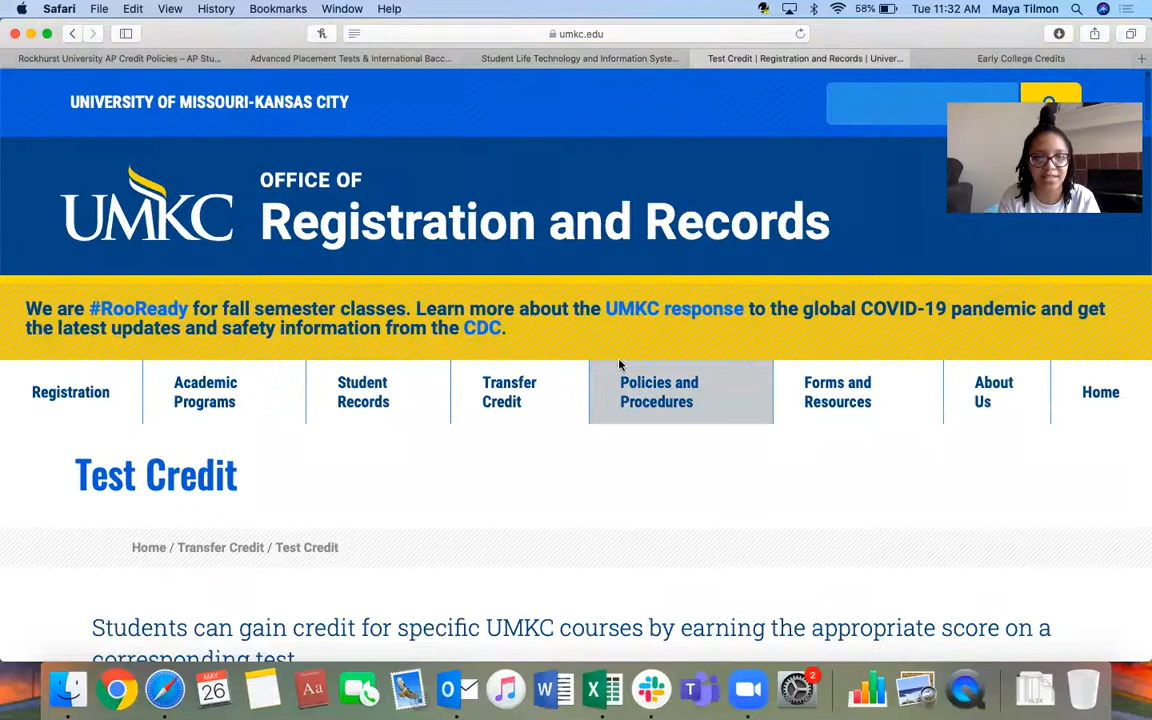 Safari File Edit View History Bookmarks Window Help 58% Tue 11:32 AM Maya Tilmon
umkc.edu
Rockhurst University AP Credit Policies – AP Stu... Advanced Placement Tests & International Bacc... Student Life Technology and Information Syste... Test Credit | Registration and Records | Univer... Early College Credits
UNIVERSITY OF MISSOURI-KANSAS CITY
UMKC
OFFICE OF
Registration and Records
We are #RooReady for fall semester classes. Learn more about the UMKC response to the global COVID-19 pandemic and get
the latest updates and safety information from the CDC.
Registration
Academic
Programs
Student
Records
Transfer
Credit
Policies and
Procedures
Forms and
Resources
About
Us
Home
Test Credit
Home / Transfer Credit / Test Credit
Students can gain credit for specific UMKC courses by earning the appropriate score on a
corresponding test
MAY
26
Aa
2
XLSX